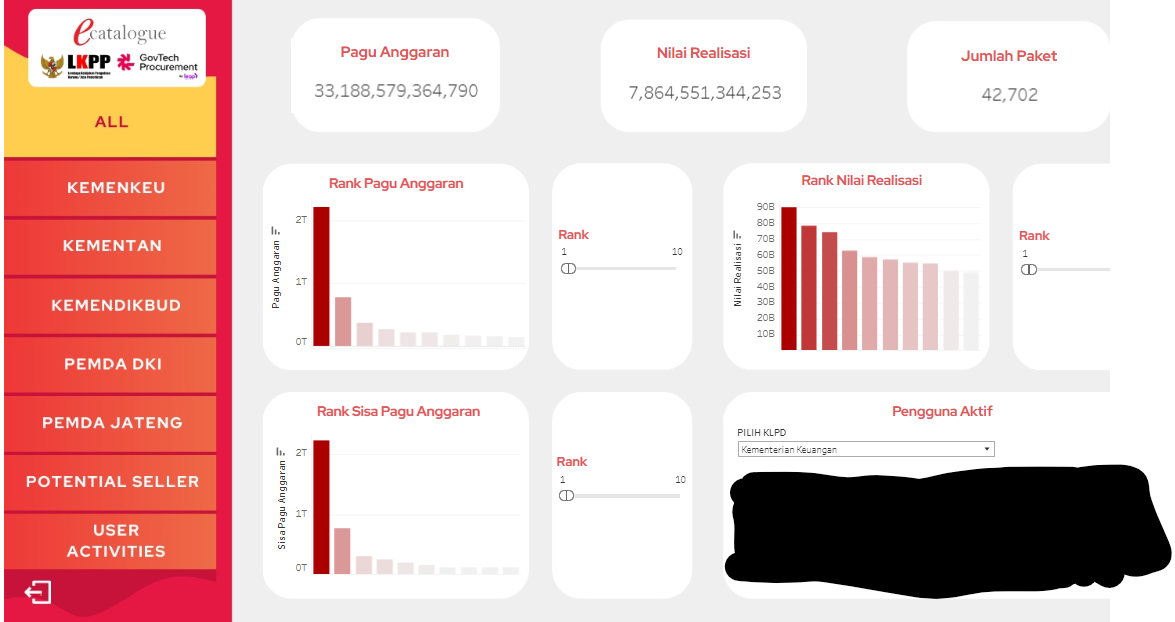 ecatalogue
LKPP
GovTech
Procurement
ALL
KEMENKEU
KEMENTAN
KEMENDIKBUD
PEMDA DKI
PEMDA JATENG
POTENTIAL SELLER
USER
ACTIVITIES
Pagu Anggaran
33,188,579,364,790
Nilai Realisasi
7,864,551,344,253
Jumlah Paket
42,702
Rank Pagu Anggaran
Pagu Anggaran
2T
1T
0T
Rank
1 10
Rank Nilai Realisasi
Nilai Realisasi
90B
80B
70B
60B
50B
40B
30B
20B
10B
Rank
1
Rank Sisa Pagu Anggaran
Sisa Pagu Anggaran
2T
1T
0T
Rank
1 10
Pengguna Aktif
PILIH KLPD
Kementerian Keuangan